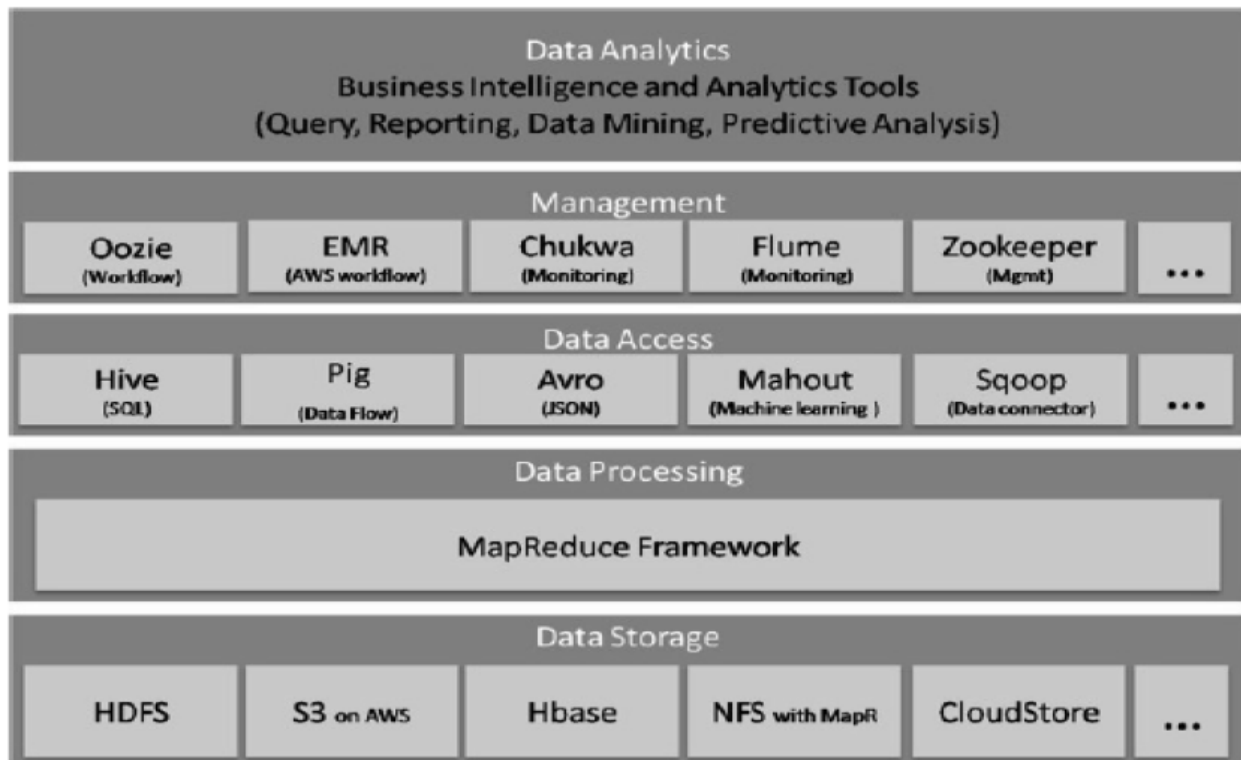 Data Analytics
Business Intelligence and Analytics Tools
(Query, Reporting, Data Mining, Predictive Analysis)
Management
Oozie
(Workflow)
EMR
(AWS workflow)
Chukwa
(Monitoring)
Flume
(Monitoring)
Zookeeper
(Mgmt)
...
Data Access
Hive
(SQL)
Pig
(Data Flow)
Avro
(JSON)
Mahout
(Machine learning )
Sqoop
(Data connector)
...
Data Processing
MapReduce Framework
Data Storage
HDFS
S3 on AWS
Hbase
NFS with MapR
CloudStore
...